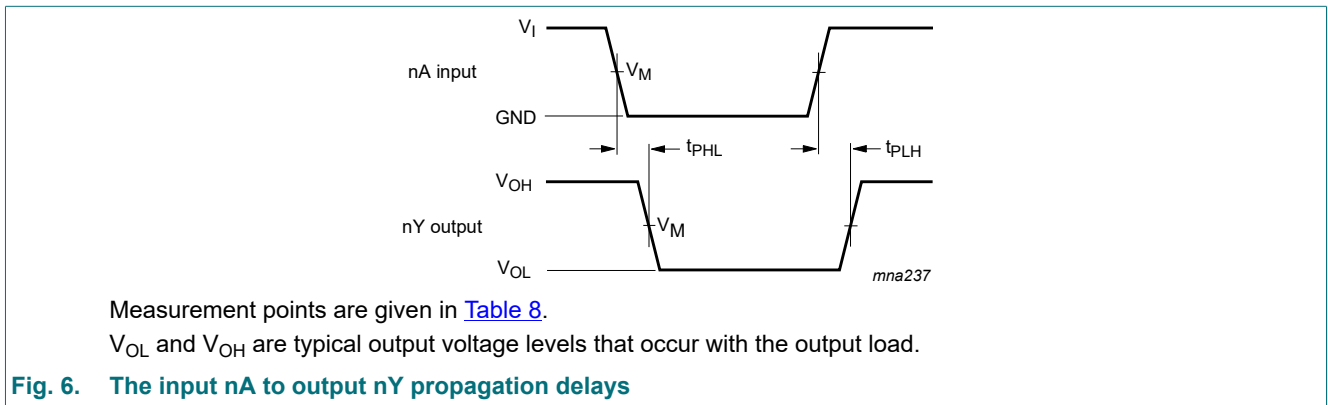 VI
nA input
VM
GND
tPHL
tPLH
VOH
nY output
VM
VOL
mna237
Measurement points are given in Table 8.
VOL and VOH are typical output voltage levels that occur with the output load.
Fig. 6. The input nA to output nY propagation delays